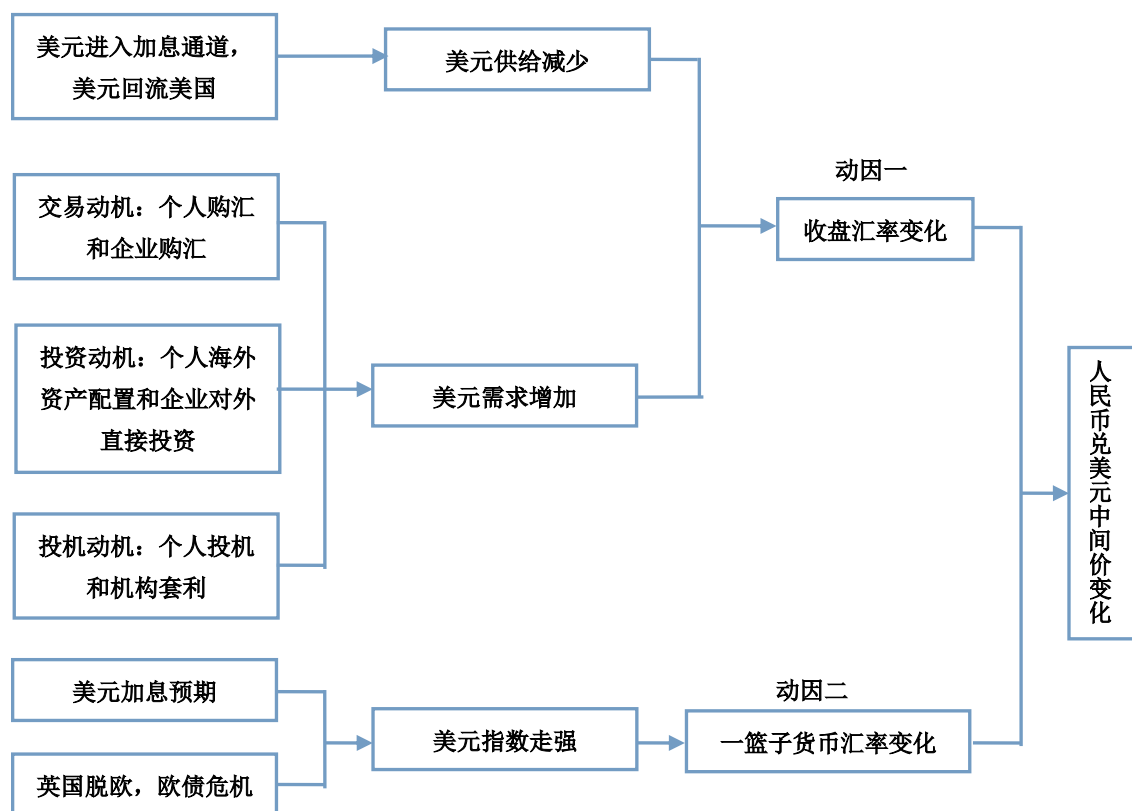 美元进入加息通道，
美元回流美国
美元供给减少
动因一
收盘汇率变化
交易动机：个人购汇
和企业购汇
投资动机：个人海外
资产配置和企业对外
直接投资
美元需求增加
投机动机：个人投机
和机构套利
人民币兑美元中间价变化
美元加息预期
英国脱欧，欧债危机
美元指数走强
动因二
一篮子货币汇率变化